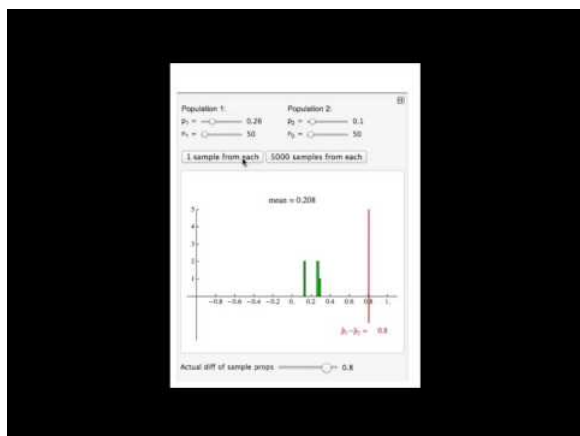 Population 1: Population 2:
p₁ = 0.26 p₂ = 0.1
n₁ = 50 n₂ = 50
1 sample from each 5000 samples from each
mean = 0.208
5
4
3
2
1
-0.8 -0.6 -0.4 -0.2 0. 0.2 0.4 0.6 0.8 1.
p̂₁-p̂₂ = 0.8
Actual diff of sample props 0.8